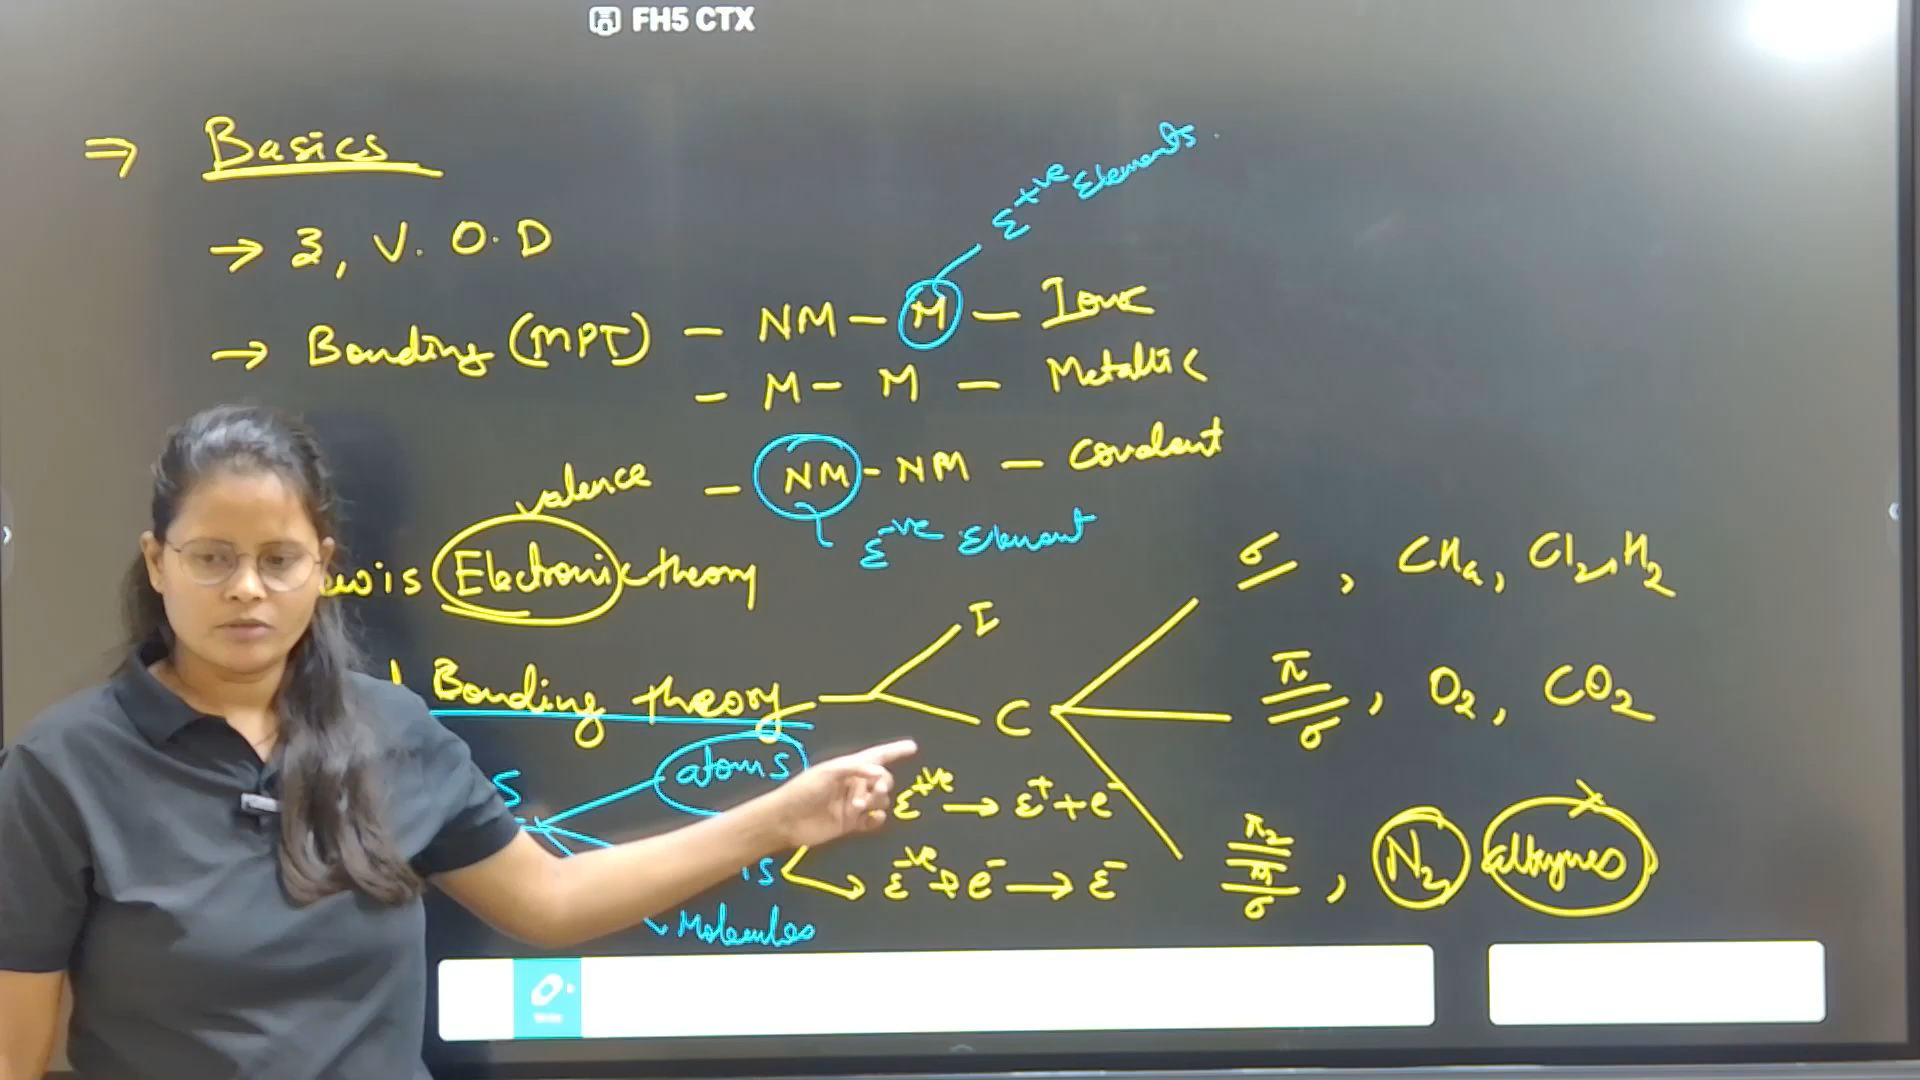 FH5 CTX
⇒ Basics
→ Z, V. O. D
→ Bonding (MPT) – NM – M – Ionic
ε+ve Elements
– M – M – Metallic
– NM – NM – Covalent
ε-ve Element
valence
ewis Electronic theory
Bonding theory
I
C
σ, CH4, Cl2, H2
π σ, O2, CO2
π2 π1 σ, N2 alkynes
S
atoms
ε+ve → ε+ + e-
is → ε-ve + e- → ε-
Molecules